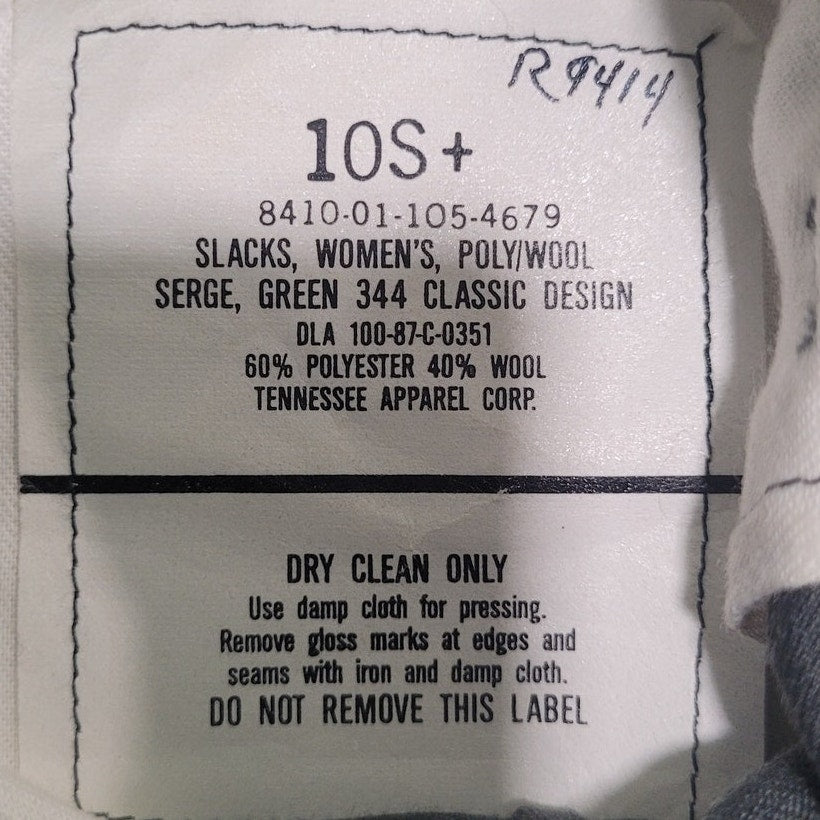 R9414
10S+
8410-01-105-4679
SLACKS, WOMEN'S, POLY/WOOL
SERGE, GREEN 344 CLASSIC DESIGN
DLA 100-87-C-0351
60% POLYESTER 40% WOOL
TENNESSEE APPAREL CORP.
DRY CLEAN ONLY
Use damp cloth for pressing.
Remove gloss marks at edges and
seams with iron and damp cloth.
DO NOT REMOVE THIS LABEL